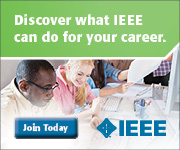 Discover what IEEE
can do for your career.
Join Today
IEEE